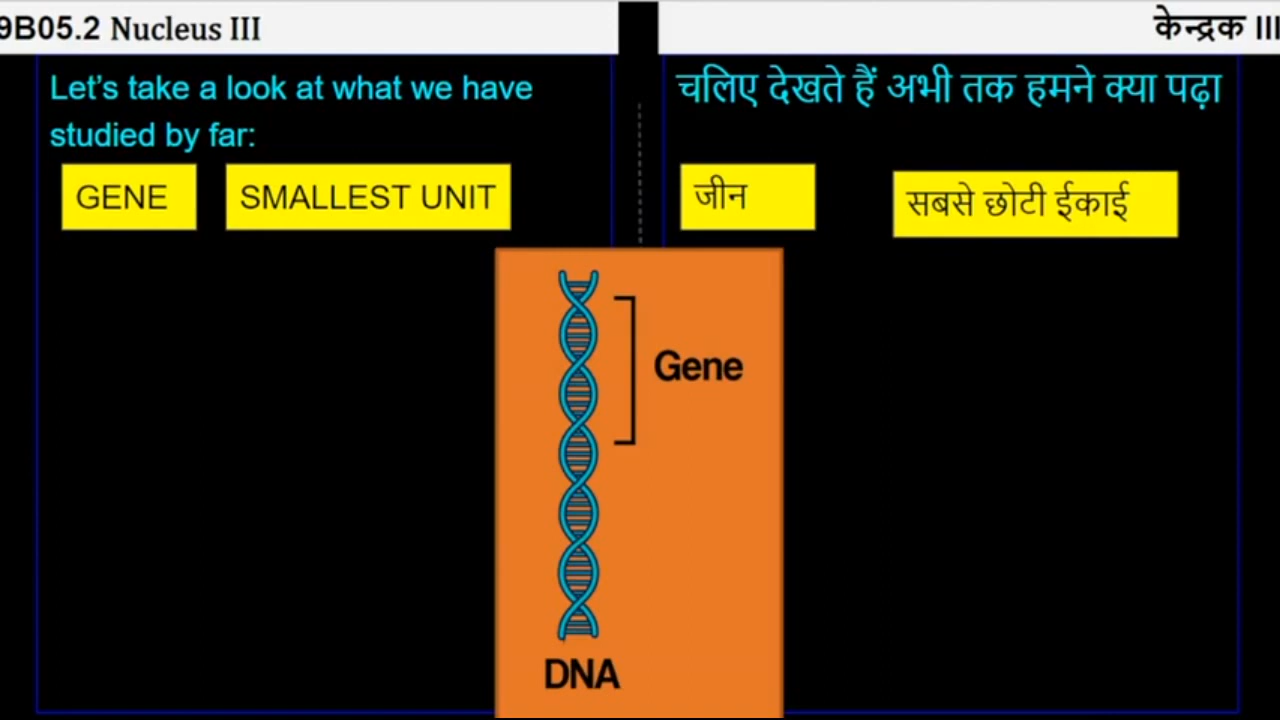 9B05.2 Nucleus III
केन्द्रक III
Let's take a look at what we have
studied by far:
GENE
SMALLEST UNIT
चलिए देखते हैं अभी तक हमने क्या पढ़ा
जीन
सबसे छोटी ईकाई
Gene
DNA